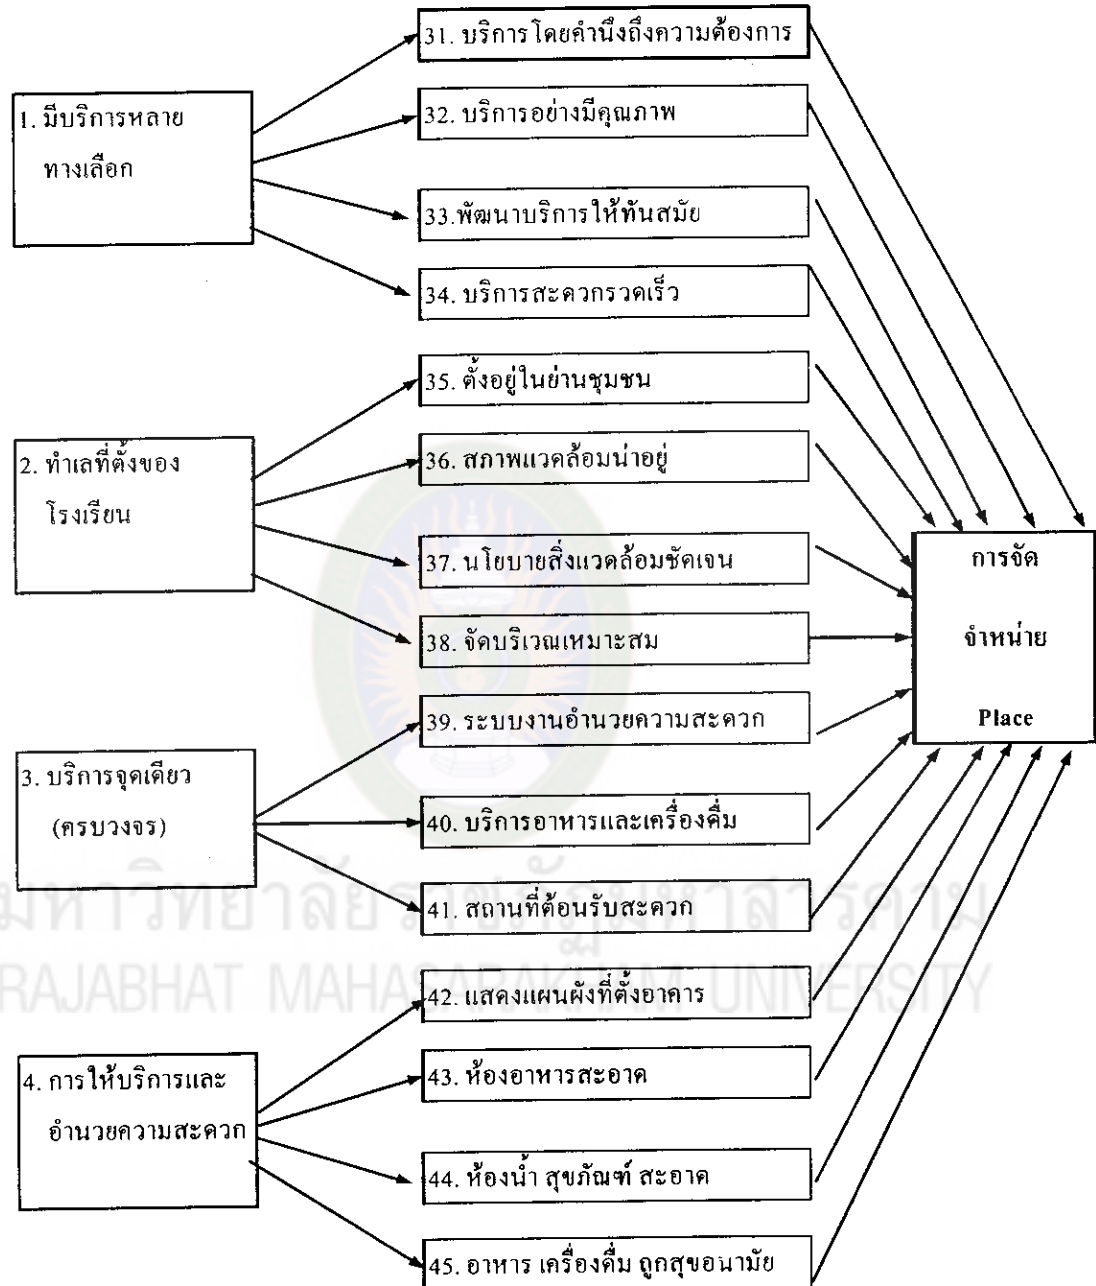 31. บริการโดยคำนึงถึงความต้องการ
1. มีบริการหลาย
ทางเลือก
32. บริการอย่างมีคุณภาพ
33.พัฒนาบริการให้ทันสมัย
34. บริการสะดวกรวดเร็ว
35. ตั้งอยู่ในย่านชุมชน
2. ทำเลที่ตั้งของ
โรงเรียน
36. สภาพแวดล้อมน่าอยู่
37. นโยบายสิ่งแวดล้อมชัดเจน
38. จัดบริเวณเหมาะสม
การจัด
จำหน่าย
Place
39. ระบบงานอำนวยความสะดวก
3. บริการจุดเดียว
(ครบวงจร)
40. บริการอาหารและเครื่องดื่ม
41. สถานที่ต้อนรับสะดวก
มหาวิทยาลัยราชภัฏมหาสารคาม
RAJABHAT MAHASARAKHAM UNIVERSITY
42. แสดงแผนผังที่ตั้งอาคาร
4. การให้บริการและ
อำนวยความสะดวก
43. ห้องอาหารสะอาด
44. ห้องน้ำ สุขภัณฑ์ สะอาด
45. อาหาร เครื่องดื่ม ถูกสุขอนามัย